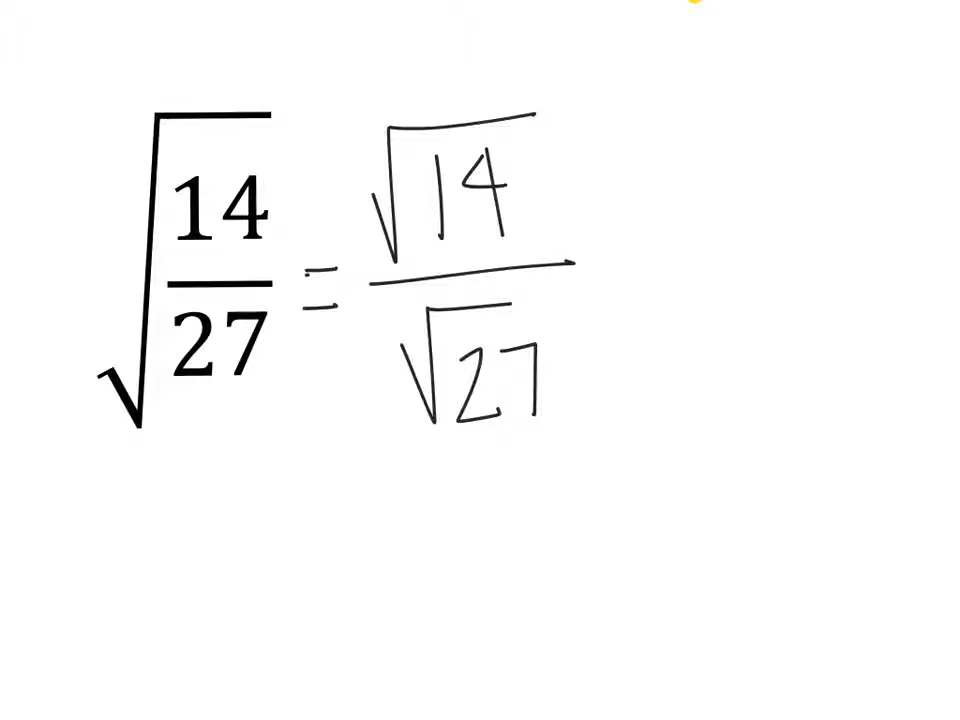 √(14/27) = √14/√27